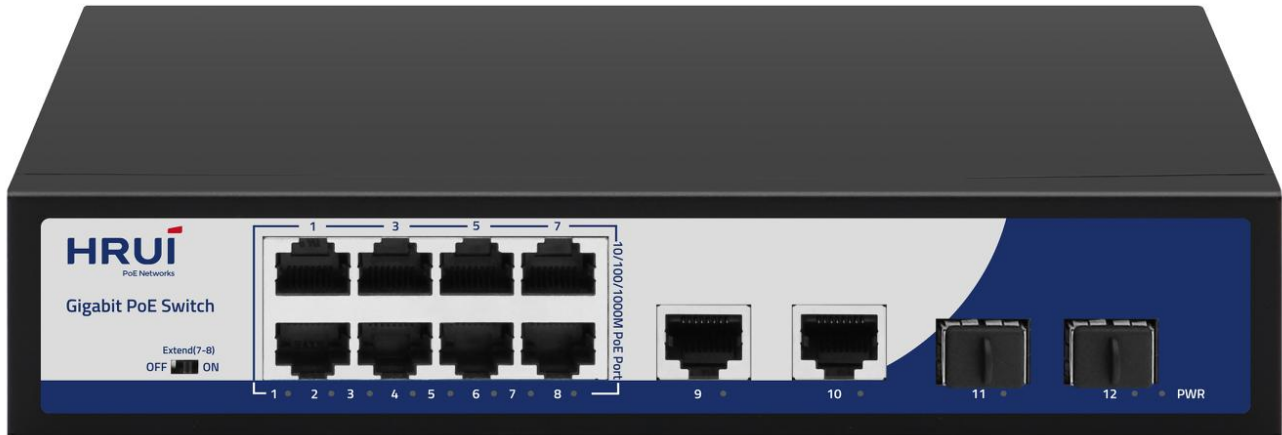 1 3 5 7
HRUÍ
PoE Networks
Gigabit PoE Switch
10/100/1000M PoE Port
Extend(7-8)
OFF ON
1 2 3 4 5 6 7 8 9 10 11 12 PWR